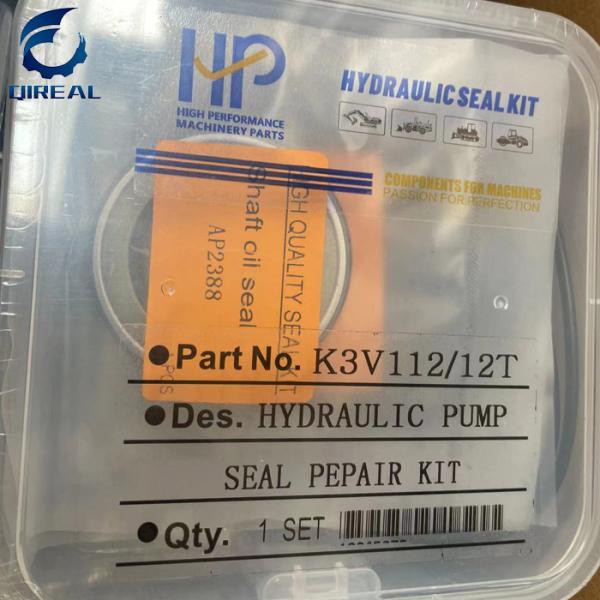 QIREAL
HP
HIGH PERFORMANCE
MACHINERY PARTS
HYDRAULIC SEAL KIT
COMPONENTS FOR MACHINES
PASSION FOR PERFECTION
HIGH QUALITY SEAL KIT
Shaft oil seal
AP2388
PCS
●Part No. K3V112/12T
●Des. HYDRAULIC PUMP
SEAL PEPAIR KIT
●Qty. 1 SET